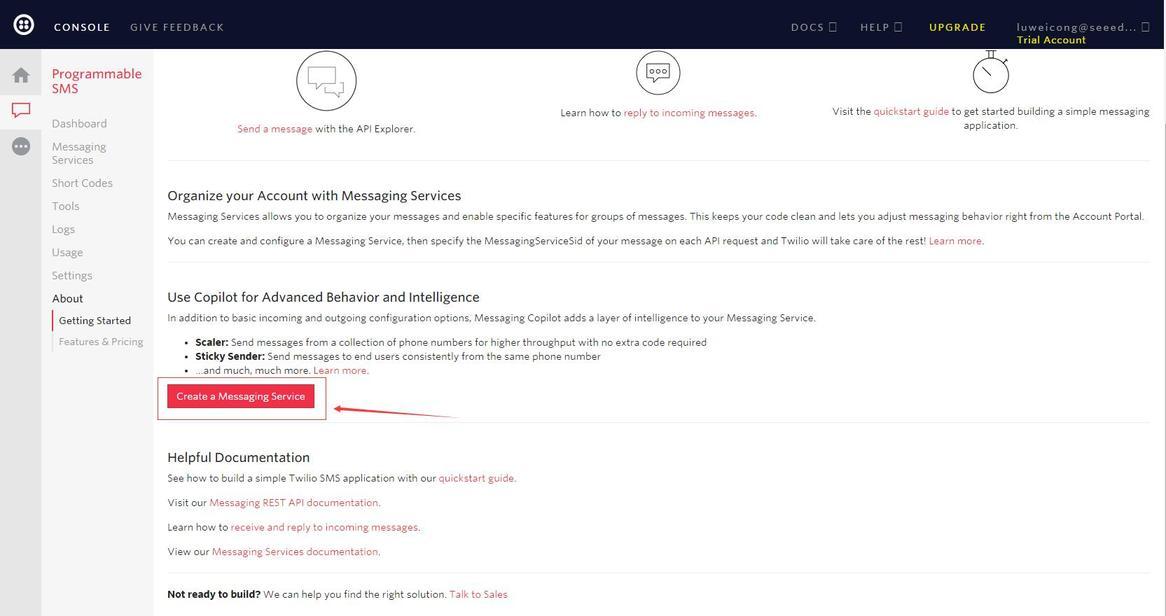 CONSOLE GIVE FEEDBACK DOCS HELP UPGRADE luweicong@seeed...
Trial Account
Programmable
SMS
Dashboard
Messaging
Services
Short Codes
Tools
Logs
Usage
Settings
About
Getting Started
Features & Pricing
Send a message with the API Explorer.
Learn how to reply to incoming messages.
Visit the quickstart guide to get started building a simple messaging
application.
Organize your Account with Messaging Services
Messaging Services allows you to organize your messages and enable specific features for groups of messages. This keeps your code clean and lets you adjust messaging behavior right from the Account Portal.
You can create and configure a Messaging Service, then specify the MessagingServiceSid of your message on each API request and Twilio will take care of the rest! Learn more.
Use Copilot for Advanced Behavior and Intelligence
In addition to basic incoming and outgoing configuration options, Messaging Copilot adds a layer of intelligence to your Messaging Service.
• Scaler: Send messages from a collection of phone numbers for higher throughput with no extra code required
• Sticky Sender: Send messages to end users consistently from the same phone number
• ...and much, much more. Learn more.
Create a Messaging Service
Helpful Documentation
See how to build a simple Twilio SMS application with our quickstart guide.
Visit our Messaging REST API documentation.
Learn how to receive and reply to incoming messages.
View our Messaging Services documentation.
Not ready to build? We can help you find the right solution. Talk to Sales